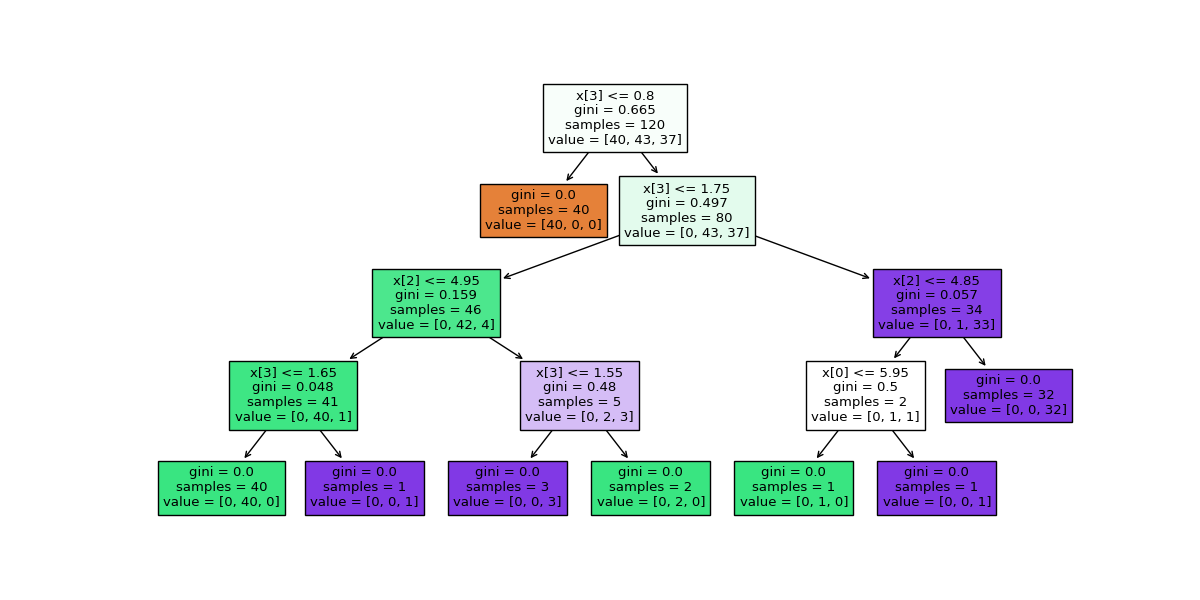 x[3] <= 0.8
gini = 0.665
samples = 120
value = [40, 43, 37]
gini = 0.0
samples = 40
value = [40, 0, 0]
x[3] <= 1.75
gini = 0.497
samples = 80
value = [0, 43, 37]
x[2] <= 4.95
gini = 0.159
samples = 46
value = [0, 42, 4]
x[2] <= 4.85
gini = 0.057
samples = 34
value = [0, 1, 33]
x[3] <= 1.65
gini = 0.048
samples = 41
value = [0, 40, 1]
x[3] <= 1.55
gini = 0.48
samples = 5
value = [0, 2, 3]
x[0] <= 5.95
gini = 0.5
samples = 2
value = [0, 1, 1]
gini = 0.0
samples = 32
value = [0, 0, 32]
gini = 0.0
samples = 40
value = [0, 40, 0]
gini = 0.0
samples = 1
value = [0, 0, 1]
gini = 0.0
samples = 3
value = [0, 0, 3]
gini = 0.0
samples = 2
value = [0, 2, 0]
gini = 0.0
samples = 1
value = [0, 1, 0]
gini = 0.0
samples = 1
value = [0, 0, 1]